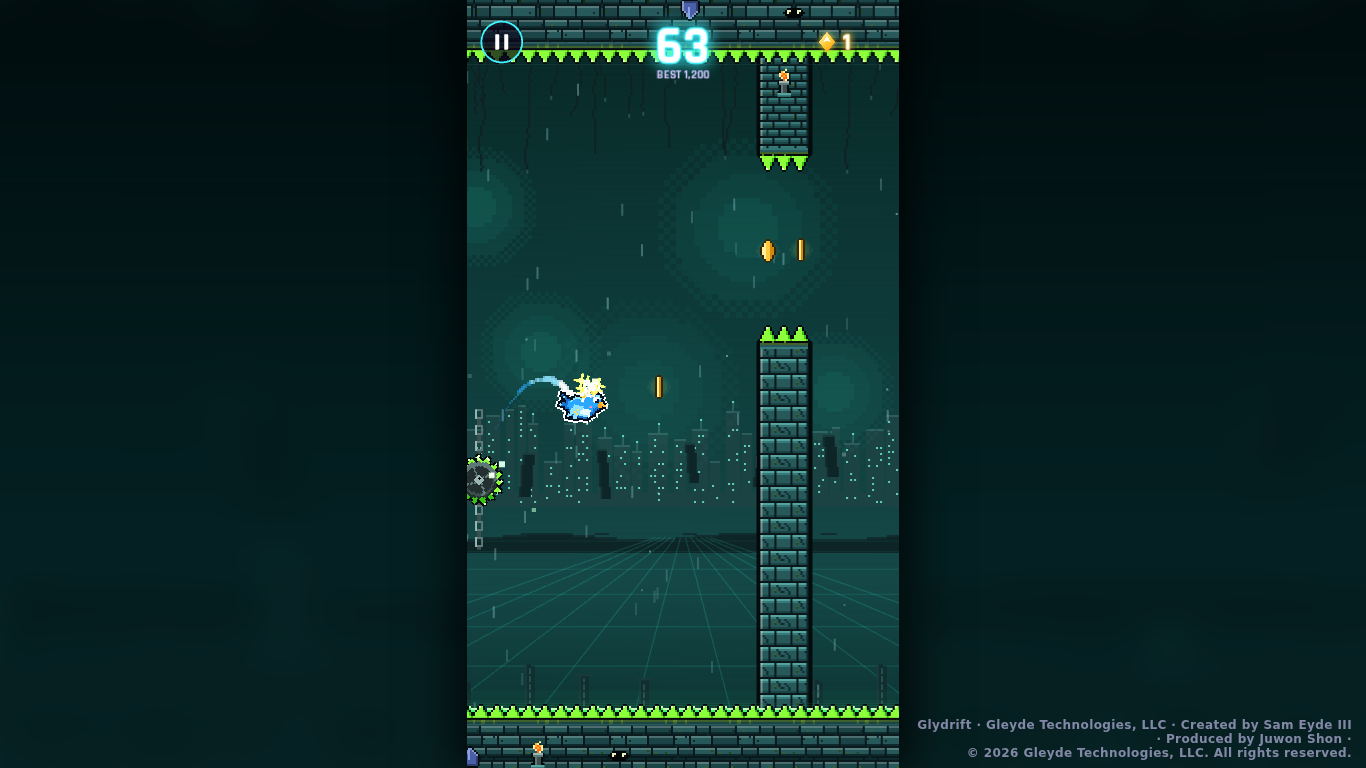 63
1
BEST 1,200
Glydrift · Gleyde Technologies, LLC · Created by Sam Eyde III
· Produced by Juwon Shon ·
© 2026 Gleyde Technologies, LLC. All rights reserved.